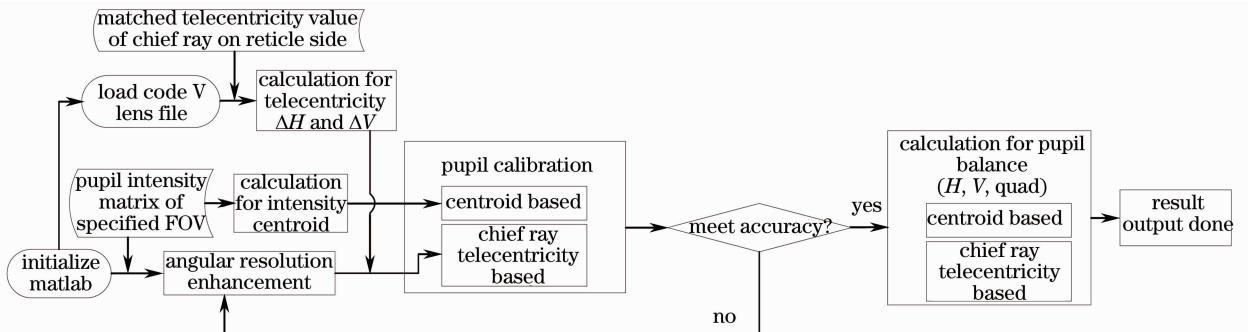 matched telecentricity value
of chief ray on reticle side
load code V
lens file
calculation for
telecentricity
ΔH and ΔV
pupil intensity
matrix of
specified FOV
calculation
for intensity
centroid
initialize
matlab
angular resolution
enhancement
pupil calibration
centroid based
chief ray
telecentricity
based
meet accuracy?
yes
no
calculation for pupil
balance
(H, V, quad)
centroid based
chief ray
telecentricity
based
result
output done